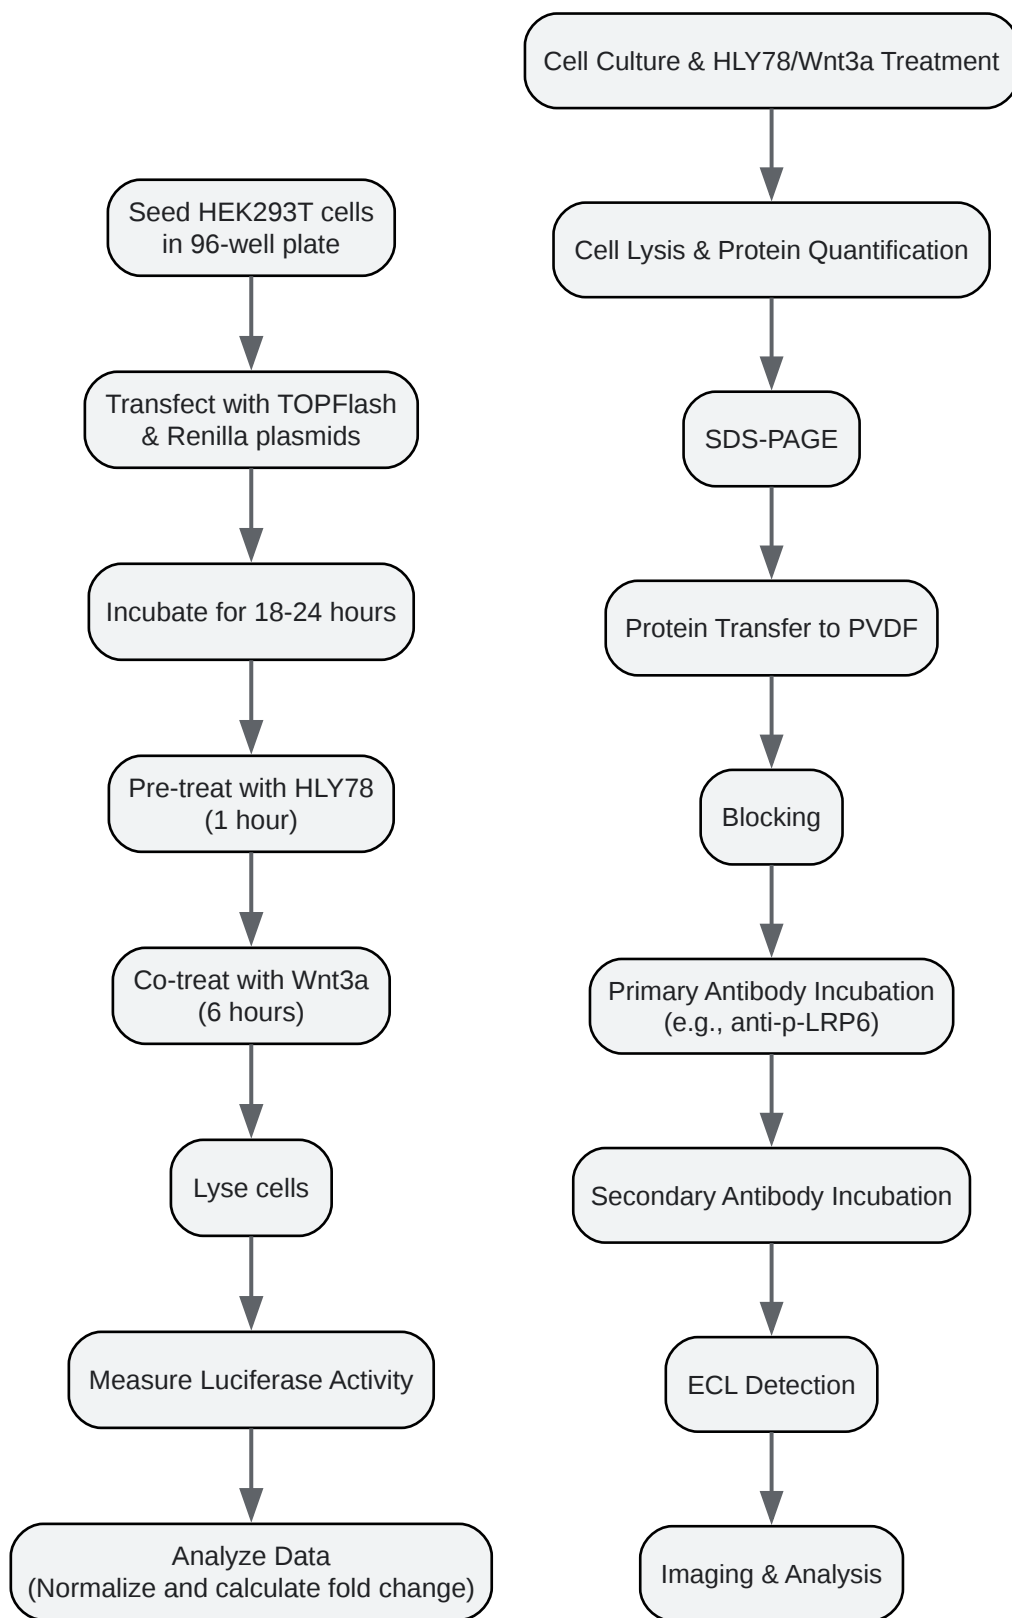 Seed HEK293T cells
in 96-well plate
Transfect with TOPFlash
& Renilla plasmids
Incubate for 18-24 hours
Pre-treat with HLY78
(1 hour)
Co-treat with Wnt3a
(6 hours)
Lyse cells
Measure Luciferase Activity
Analyze Data
(Normalize and calculate fold change)
Cell Culture & HLY78/Wnt3a Treatment
Cell Lysis & Protein Quantification
SDS-PAGE
Protein Transfer to PVDF
Blocking
Primary Antibody Incubation
(e.g., anti-p-LRP6)
Secondary Antibody Incubation
ECL Detection
Imaging & Analysis